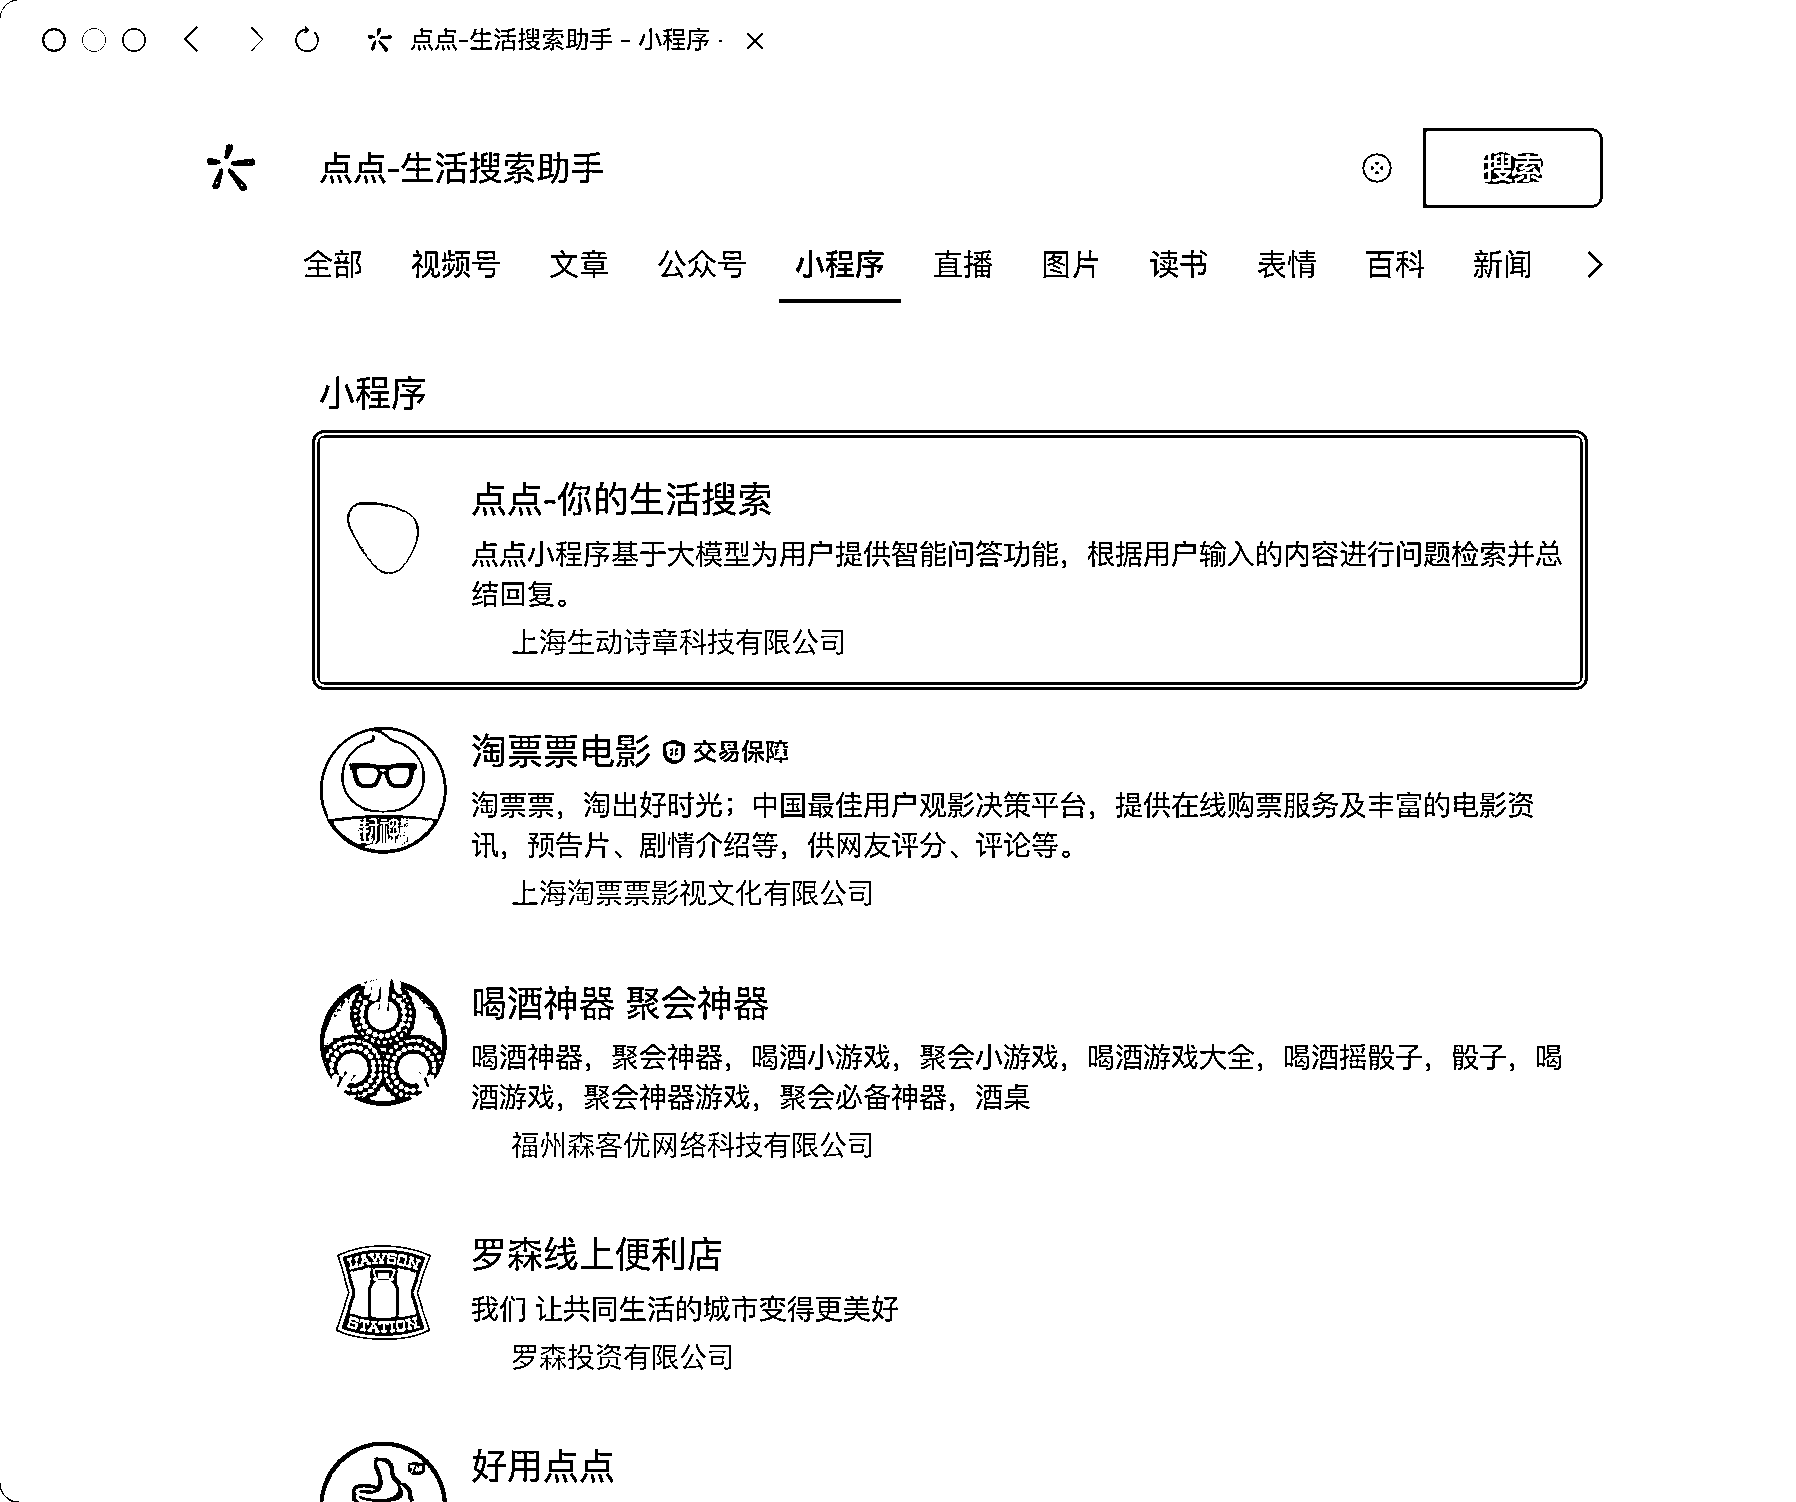 点点-生活搜索助手 - 小程序 ·
点点-生活搜索助手
搜索
全部 视频号 文章 公众号 小程序 直播 图片 读书 表情 百科 新闻
小程序
点点-你的生活搜索
点点小程序基于大模型为用户提供智能问答功能，根据用户输入的内容进行问题检索并总
结回复。
上海生动诗章科技有限公司
淘票票电影 交易保障
淘票票，淘出好时光；中国最佳用户观影决策平台，提供在线购票服务及丰富的电影资
讯，预告片、剧情介绍等，供网友评分、评论等。
上海淘票票影视文化有限公司
喝酒神器 聚会神器
喝酒神器，聚会神器，喝酒小游戏，聚会小游戏，喝酒游戏大全，喝酒摇骰子，骰子，喝
酒游戏，聚会神器游戏，聚会必备神器，酒桌
福州森客优网络科技有限公司
LAWSON
STATION
罗森线上便利店
我们 让共同生活的城市变得更美好
罗森投资有限公司
好用点点